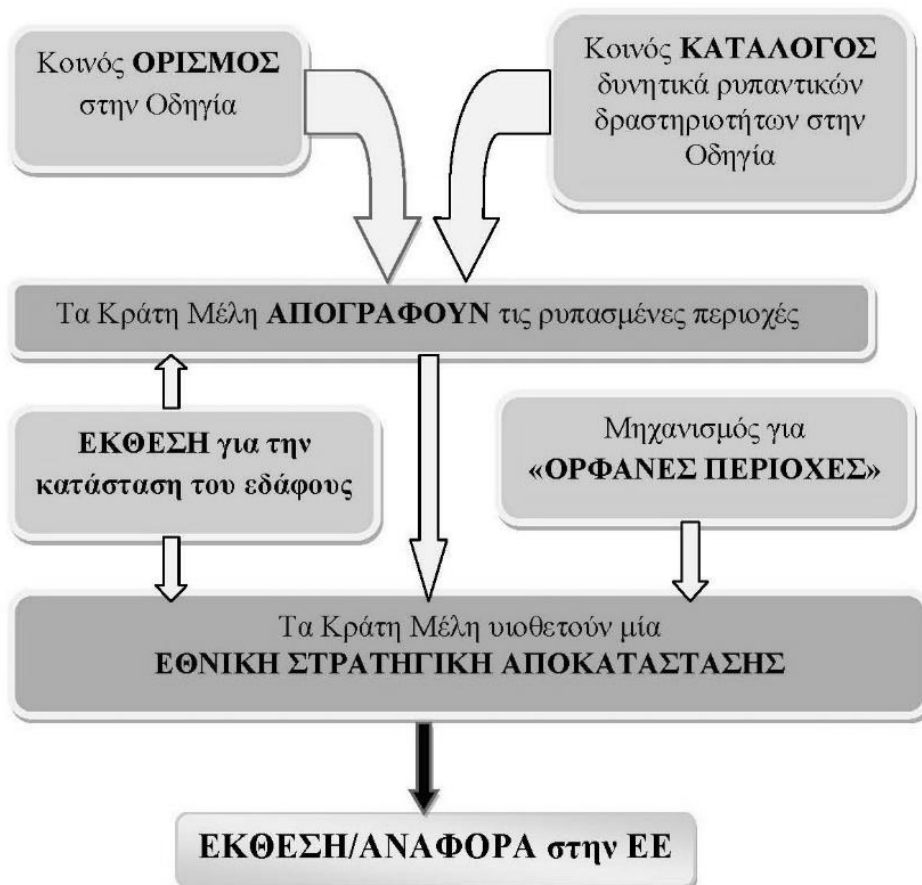 Κοινός ΟΡΙΣΜΟΣ
στην Οδηγία
Κοινός ΚΑΤΑΛΟΓΟΣ
δυνητικά ρυπαντικών
δραστηριοτήτων στην
Οδηγία
Τα Κράτη Μέλη ΑΠΟΓΡΑΦΟΥΝ τις ρυπασμένες περιοχές
ΕΚΘΕΣΗ για την
κατάσταση του εδάφους
Μηχανισμός για
«ΟΡΦΑΝΕΣ ΠΕΡΙΟΧΕΣ»
Τα Κράτη Μέλη υιοθετούν μία
ΕΘΝΙΚΗ ΣΤΡΑΤΗΓΙΚΗ ΑΠΟΚΑΤΑΣΤΑΣΗΣ
ΕΚΘΕΣΗ/ΑΝΑΦΟΡΑ στην ΕΕ